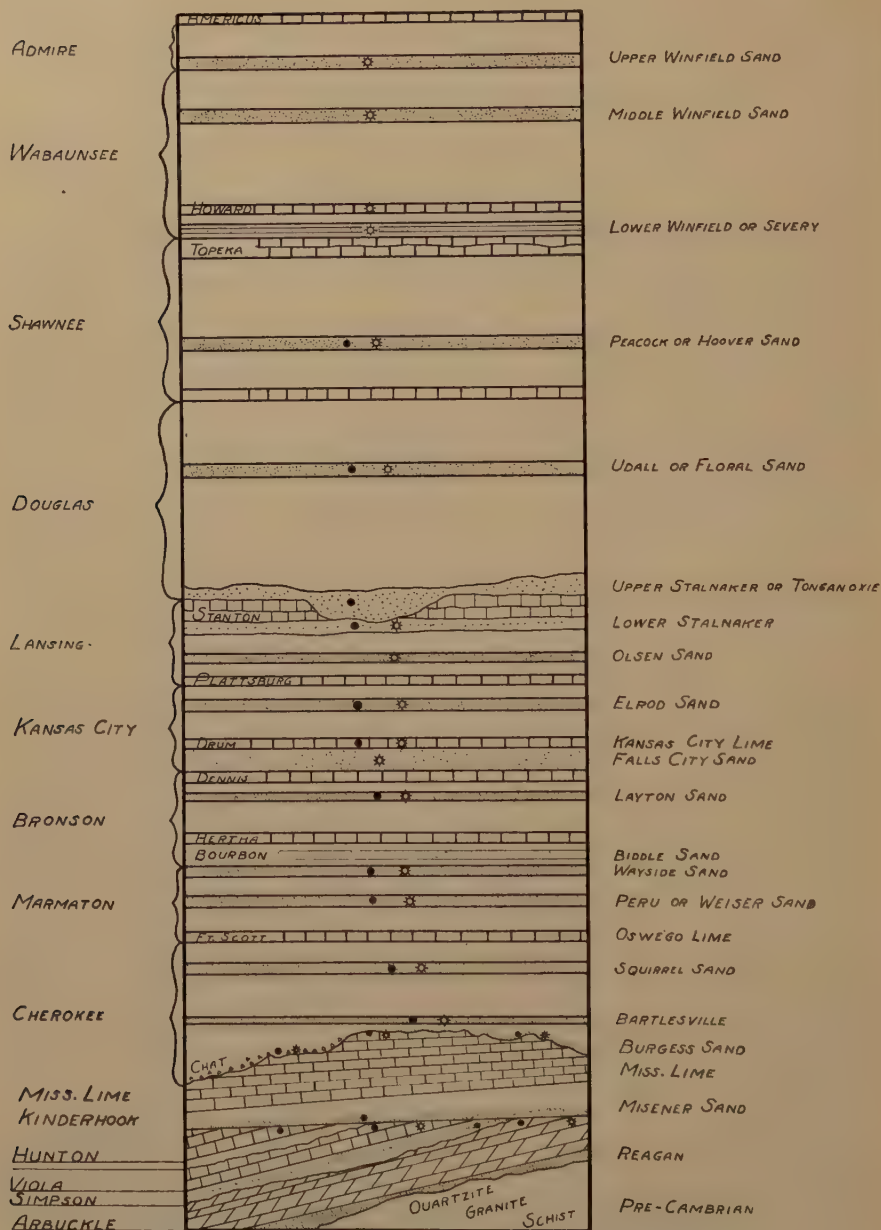 AMERICUS
ADMIRE
UPPER WINFIELD SAND
MIDDLE WINFIELD SAND
WABAUNSEE
HOWARD
LOWER WINFIELD OR SEVERY
TOPEKA
SHAWNEE
PEACOCK OR HOOVER SAND
UDALL OR FLORAL SAND
DOUGLAS
UPPER STALNAKER OR TONGANOXIE
STANTON
LOWER STALNAKER
LANSING
OLSEN SAND
PLATTSBURG
ELROD SAND
KANSAS CITY
DRUM
KANSAS CITY LIME
FALLS CITY SAND
DENNIS
LAYTON SAND
BRONSON
HERTHA
BOURBON
BIDDLE SAND
WAYSIDE SAND
MARMATON
PERU OR WEISER SAND
FT. SCOTT
OSWEGO LIME
SQUIRREL SAND
CHEROKEE
BARTLESVILLE
BURGESS SAND
CHAT
MISS. LIME
MISS. LIME
KINDERHOOK
MISENER SAND
HUNTON
REAGAN
VIOLA
SIMPSON
ARBUCKLE
QUARTZITE
GRANITE
SCHIST
PRE-CAMBRIAN